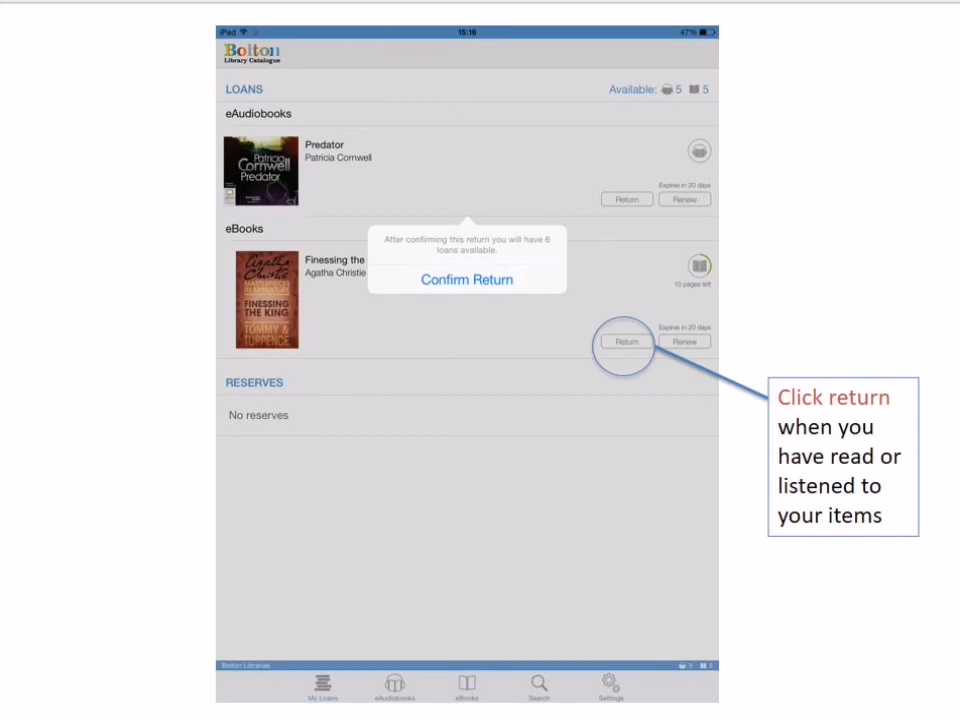 iPad 15:16 47%
Bolton
Library Catalogue
LOANS Available: 5 5
eAudiobooks
Patricia
Cornwell
Predator
Predator
Patricia Cornwell
Expires in 20 days
Return Renew
eBooks
After confirming this return you will have 6
loans available.
Confirm Return
Agatha
Christie
FINESSING
THE KING
TOMMY &
TUPPENCE
Finessing the
Agatha Christie
10 pages left
Expires in 20 days
Return Renew
RESERVES
No reserves
Click return
when you
have read or
listened to
your items
Bolton Libraries 5 5
My Loans eAudiobooks eBooks Search Settings